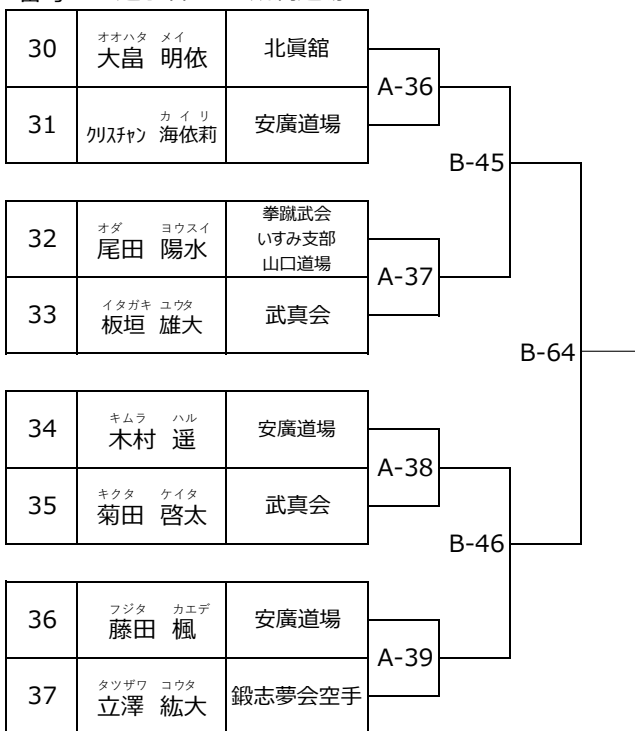 オオハタ メイ
30 大畠 明依 北眞舘
A-36
カイリ
31 クリスチャン 海依莉 安廣道場
B-45
オダ ヨウスイ
32 尾田 陽水 拳蹴武会
いすみ支部
山口道場
A-37
イタガキ ユウタ
33 板垣 雄大 武真会
B-64
キムラ ハル
34 木村 遥 安廣道場
A-38
キクタ ケイタ
35 菊田 啓太 武真会
B-46
フジタ カエデ
36 藤田 楓 安廣道場
A-39
タツザワ コウタ
37 立澤 紘大 鍛志夢会空手